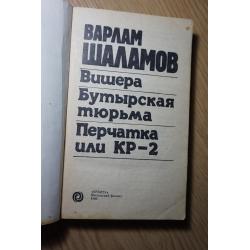 ВАРЛАМ
ШАЛАМОВ
Вишера
Бутырская
тюрьма
Перчатка
или КР-2